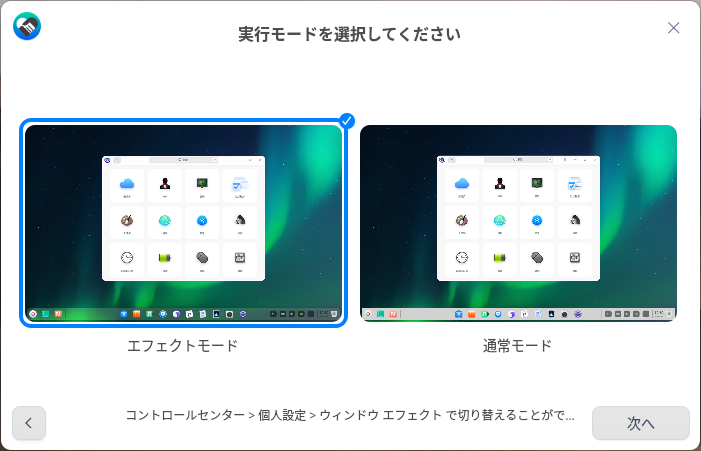 実行モードを選択してください
エフェクトモード
通常モード
コントロールセンター > 個人設定 > ウィンドウ エフェクト で切り替えることがで...
次へ